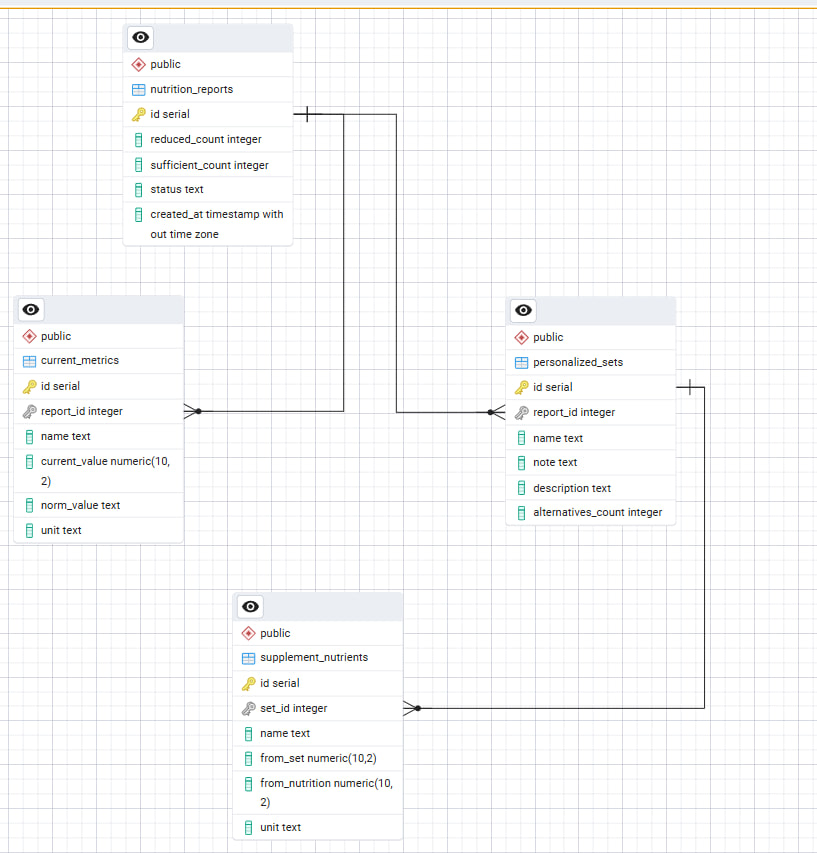 public
nutrition_reports
id serial
reduced_count integer
sufficient_count integer
status text
created_at timestamp with
out time zone
public
current_metrics
id serial
report_id integer
name text
current_value numeric(10,
2)
norm_value text
unit text
public
personalized_sets
id serial
report_id integer
name text
note text
description text
alternatives_count integer
public
supplement_nutrients
id serial
set_id integer
name text
from_set numeric(10,2)
from_nutrition numeric(10,
2)
unit text